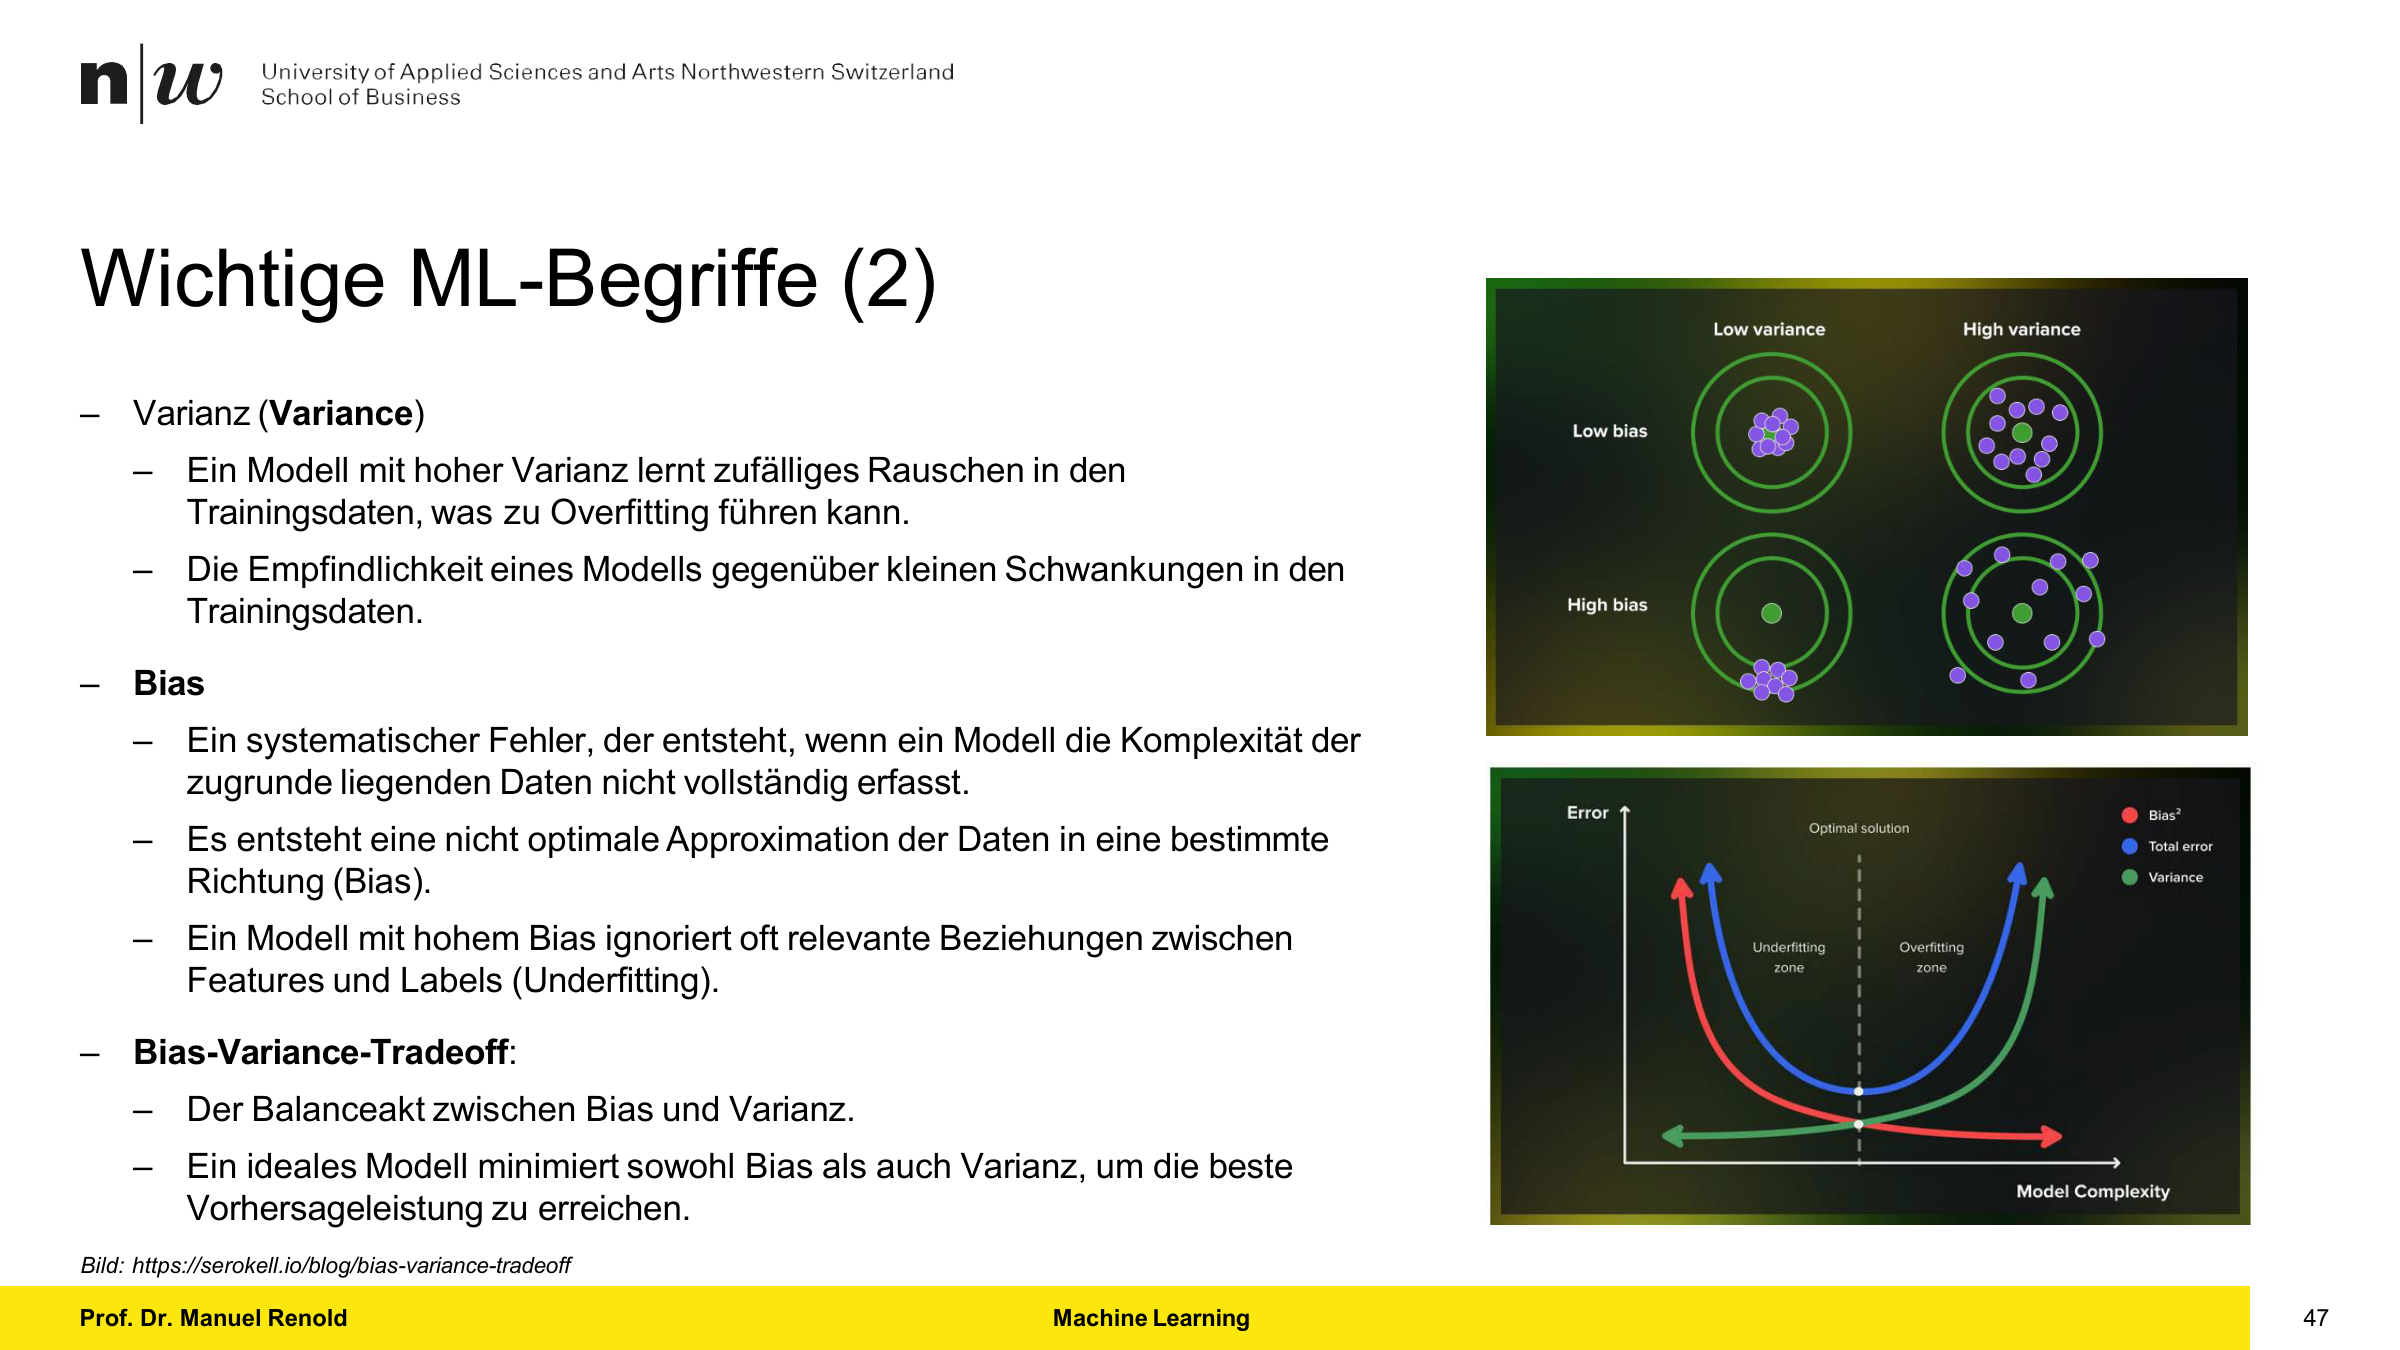 n|w University of Applied Sciences and Arts Northwestern Switzerland
School of Business
Wichtige ML-Begriffe (2)
– Varianz (Variance)
– Ein Modell mit hoher Varianz lernt zufälliges Rauschen in den
Trainingsdaten, was zu Overfitting führen kann.
– Die Empfindlichkeit eines Modells gegenüber kleinen Schwankungen in den
Trainingsdaten.
– Bias
– Ein systematischer Fehler, der entsteht, wenn ein Modell die Komplexität der
zugrunde liegenden Daten nicht vollständig erfasst.
– Es entsteht eine nicht optimale Approximation der Daten in eine bestimmte
Richtung (Bias).
– Ein Modell mit hohem Bias ignoriert oft relevante Beziehungen zwischen
Features und Labels (Underfitting).
– Bias-Variance-Tradeoff:
– Der Balanceakt zwischen Bias und Varianz.
– Ein ideales Modell minimiert sowohl Bias als auch Varianz, um die beste
Vorhersageleistung zu erreichen.
Bild: https://serokell.io/blog/bias-variance-tradeoff
Low variance High variance
Low bias
High bias
Error
Optimal solution
Bias²
Total error
Variance
Underfitting
zone
Overfitting
zone
Model Complexity
Prof. Dr. Manuel Renold Machine Learning 47